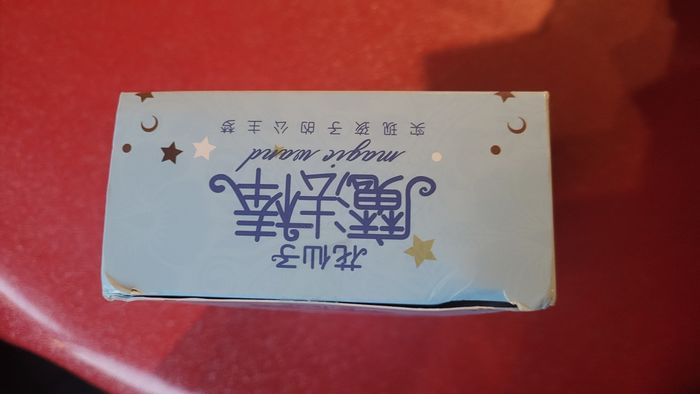 花仙子
魔法棒
magic wand
实现孩子的公主梦